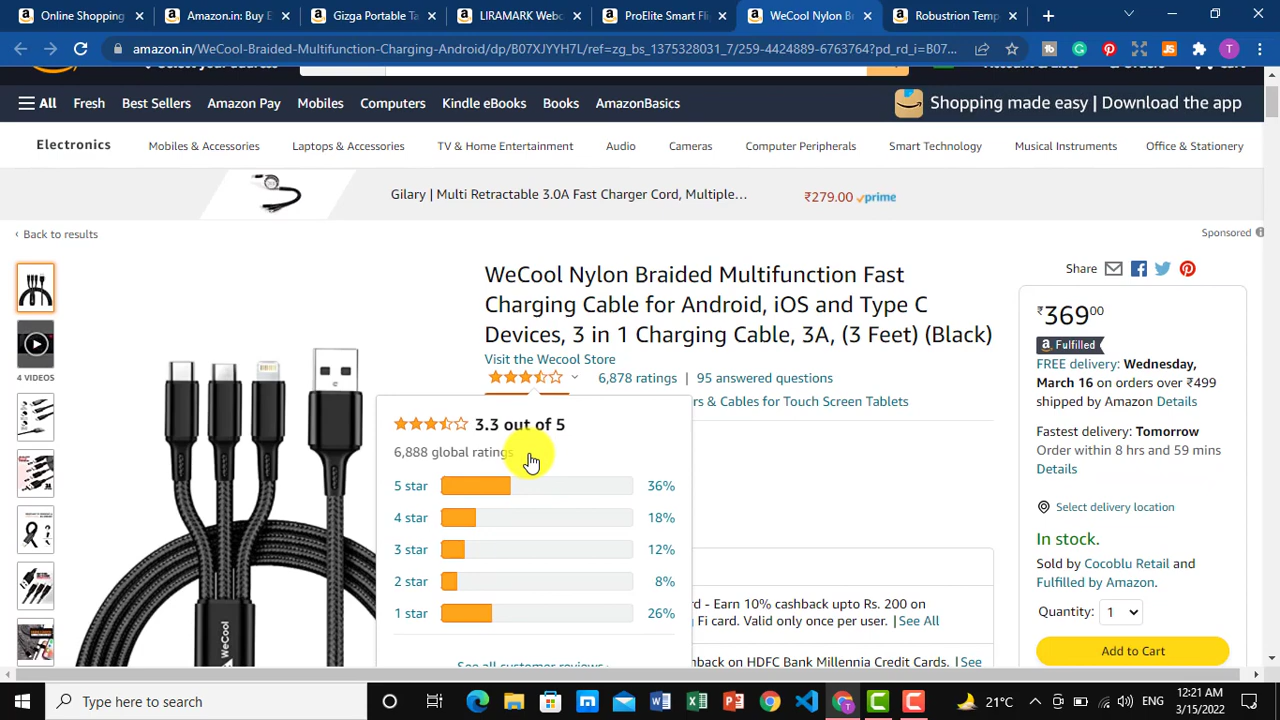 Online Shopping
Amazon.in: Buy E
Gizga Portable Ta
LIRAMARK Webc
ProElite Smart Fli
WeCool Nylon B
Robustrion Temp
amazon.in/WeCool-Braided-Multifunction-Charging-Android/dp/B07XJYYH7L/ref=zg_bs_1375328031_7/259-4424889-6763764?pd_rd_i=B07...
T
All Fresh Best Sellers Amazon Pay Mobiles Computers Kindle eBooks Books AmazonBasics
Shopping made easy | Download the app
Electronics Mobiles & Accessories Laptops & Accessories TV & Home Entertainment Audio Cameras Computer Peripherals Smart Technology Musical Instruments Office & Stationery
Gilary | Multi Retractable 3.0A Fast Charger Cord, Multiple... ₹279.00 prime
‹ Back to results
Sponsored
WeCool Nylon Braided Multifunction Fast
Charging Cable for Android, iOS and Type C
Devices, 3 in 1 Charging Cable, 3A, (3 Feet) (Black)
Visit the Wecool Store
6,878 ratings | 95 answered questions
rs & Cables for Touch Screen Tablets
3.3 out of 5
6,888 global ratings
5 star 36%
4 star 18%
3 star 12%
2 star 8%
1 star 26%
See all customer reviews ›
4 VIDEOS
WeCool
d - Earn 10% cashback upto Rs. 200 on
Fi card. Valid only once per user. | See All
hback on HDFC Bank Millennia Credit Cards. | See
Share
₹36900
a Fulfilled
FREE delivery: Wednesday,
March 16 on orders over ₹499
shipped by Amazon Details
Fastest delivery: Tomorrow
Order within 8 hrs and 59 mins
Details
Select delivery location
In stock.
Sold by Cocoblu Retail and
Fulfilled by Amazon.
Quantity: 1
Add to Cart
Type here to search
21°C
ENG
12:21 AM
3/15/2022